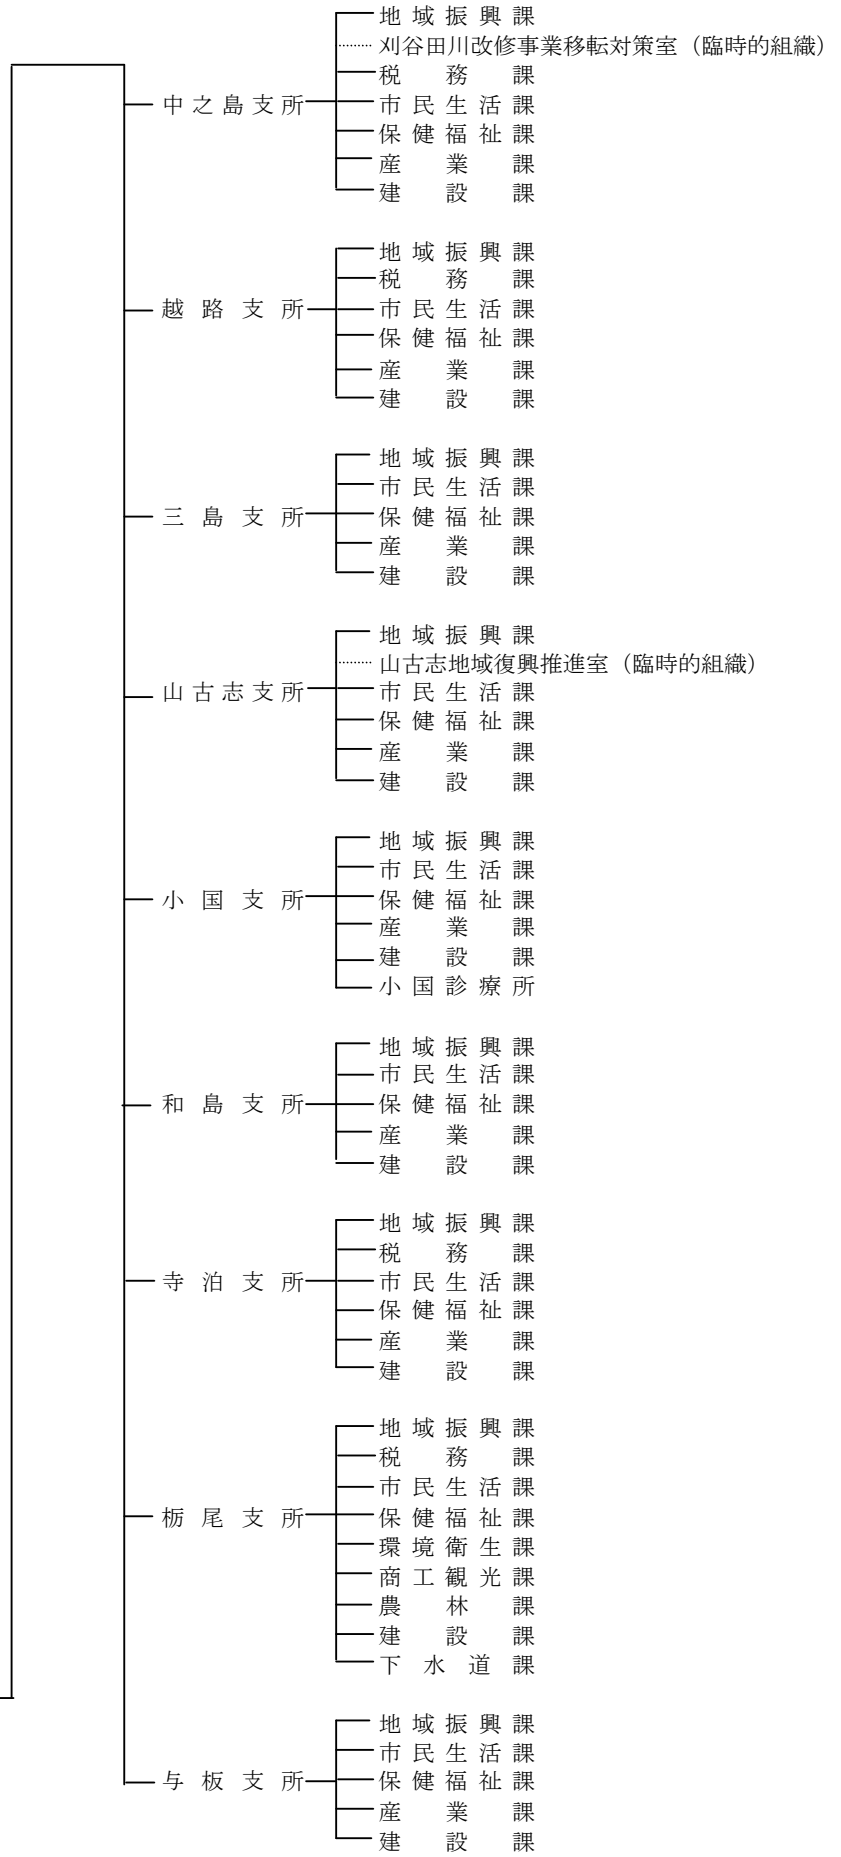 地域振興課
刈谷田川改修事業移転対策室（臨時的組織）
税務課
中之島支所
市民生活課
保健福祉課
産業課
建設課
地域振興課
税務課
越路支所
市民生活課
保健福祉課
産業課
建設課
地域振興課
市民生活課
三島支所
保健福祉課
産業課
建設課
地域振興課
山古志地域復興推進室（臨時的組織）
山古志支所
市民生活課
保健福祉課
産業課
建設課
地域振興課
市民生活課
小国支所
保健福祉課
産業課
建設課
小国診療所
地域振興課
市民生活課
和島支所
保健福祉課
産業課
建設課
地域振興課
税務課
寺泊支所
市民生活課
保健福祉課
産業課
建設課
地域振興課
税務課
市民生活課
栃尾支所
保健福祉課
環境衛生課
商工観光課
農林課
建設課
下水道課
地域振興課
市民生活課
与板支所
保健福祉課
産業課
建設課